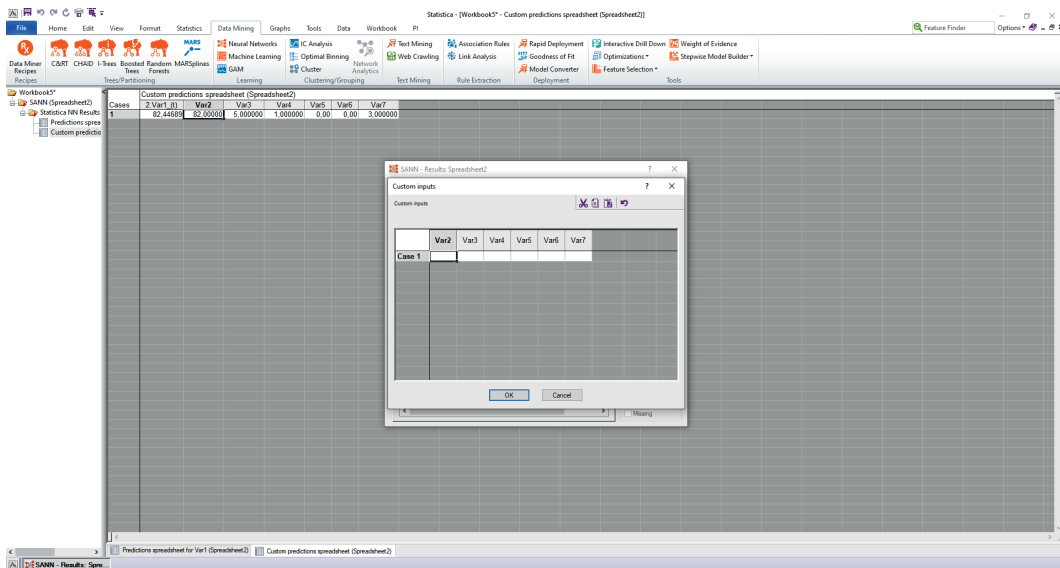 Statistica - [Workbook5* - Custom predictions spreadsheet (Spreadsheet2)]
File Home Edit View Format Statistics Data Mining Graphs Tools Data Workbook PI Feature Finder Options
Data Miner Recipes
Recipes
C&RT CHAID I-Trees Boosted Trees Random Forests MARS MARSplines
Trees/Partitioning
Neural Networks
Machine Learning
GAM
Learning
IC Analysis
Optimal Binning
Cluster
Network Analytics
Clustering/Grouping
Text Mining
Web Crawling
Text Mining
Association Rules
Link Analysis
Rule Extraction
Rapid Deployment
Goodness of Fit
Model Converter
Deployment
Interactive Drill Down
Optimizations
Feature Selection
Weight of Evidence
Stepwise Model Builder
Tools
Workbook5*
SANN (Spreadsheet2)
Statistica NN Results
Predictions sprea
Custom predictio
Custom predictions spreadsheet (Spreadsheet2)
Cases 2.Var1_(t) Var2 Var3 Var4 Var5 Var6 Var7
1 82,44689 82,00000 5,000000 1,000000 0,00 0,00 3,000000
SANN - Results: Spreadsheet2 ? X
Custom inputs ? X
Custom inputs
Var2 Var3 Var4 Var5 Var6 Var7
Case 1
OK Cancel
Missing
Predictions spreadsheet for Var1 (Spreadsheet2) Custom predictions spreadsheet (Spreadsheet2)
SANN - Results: Spre...